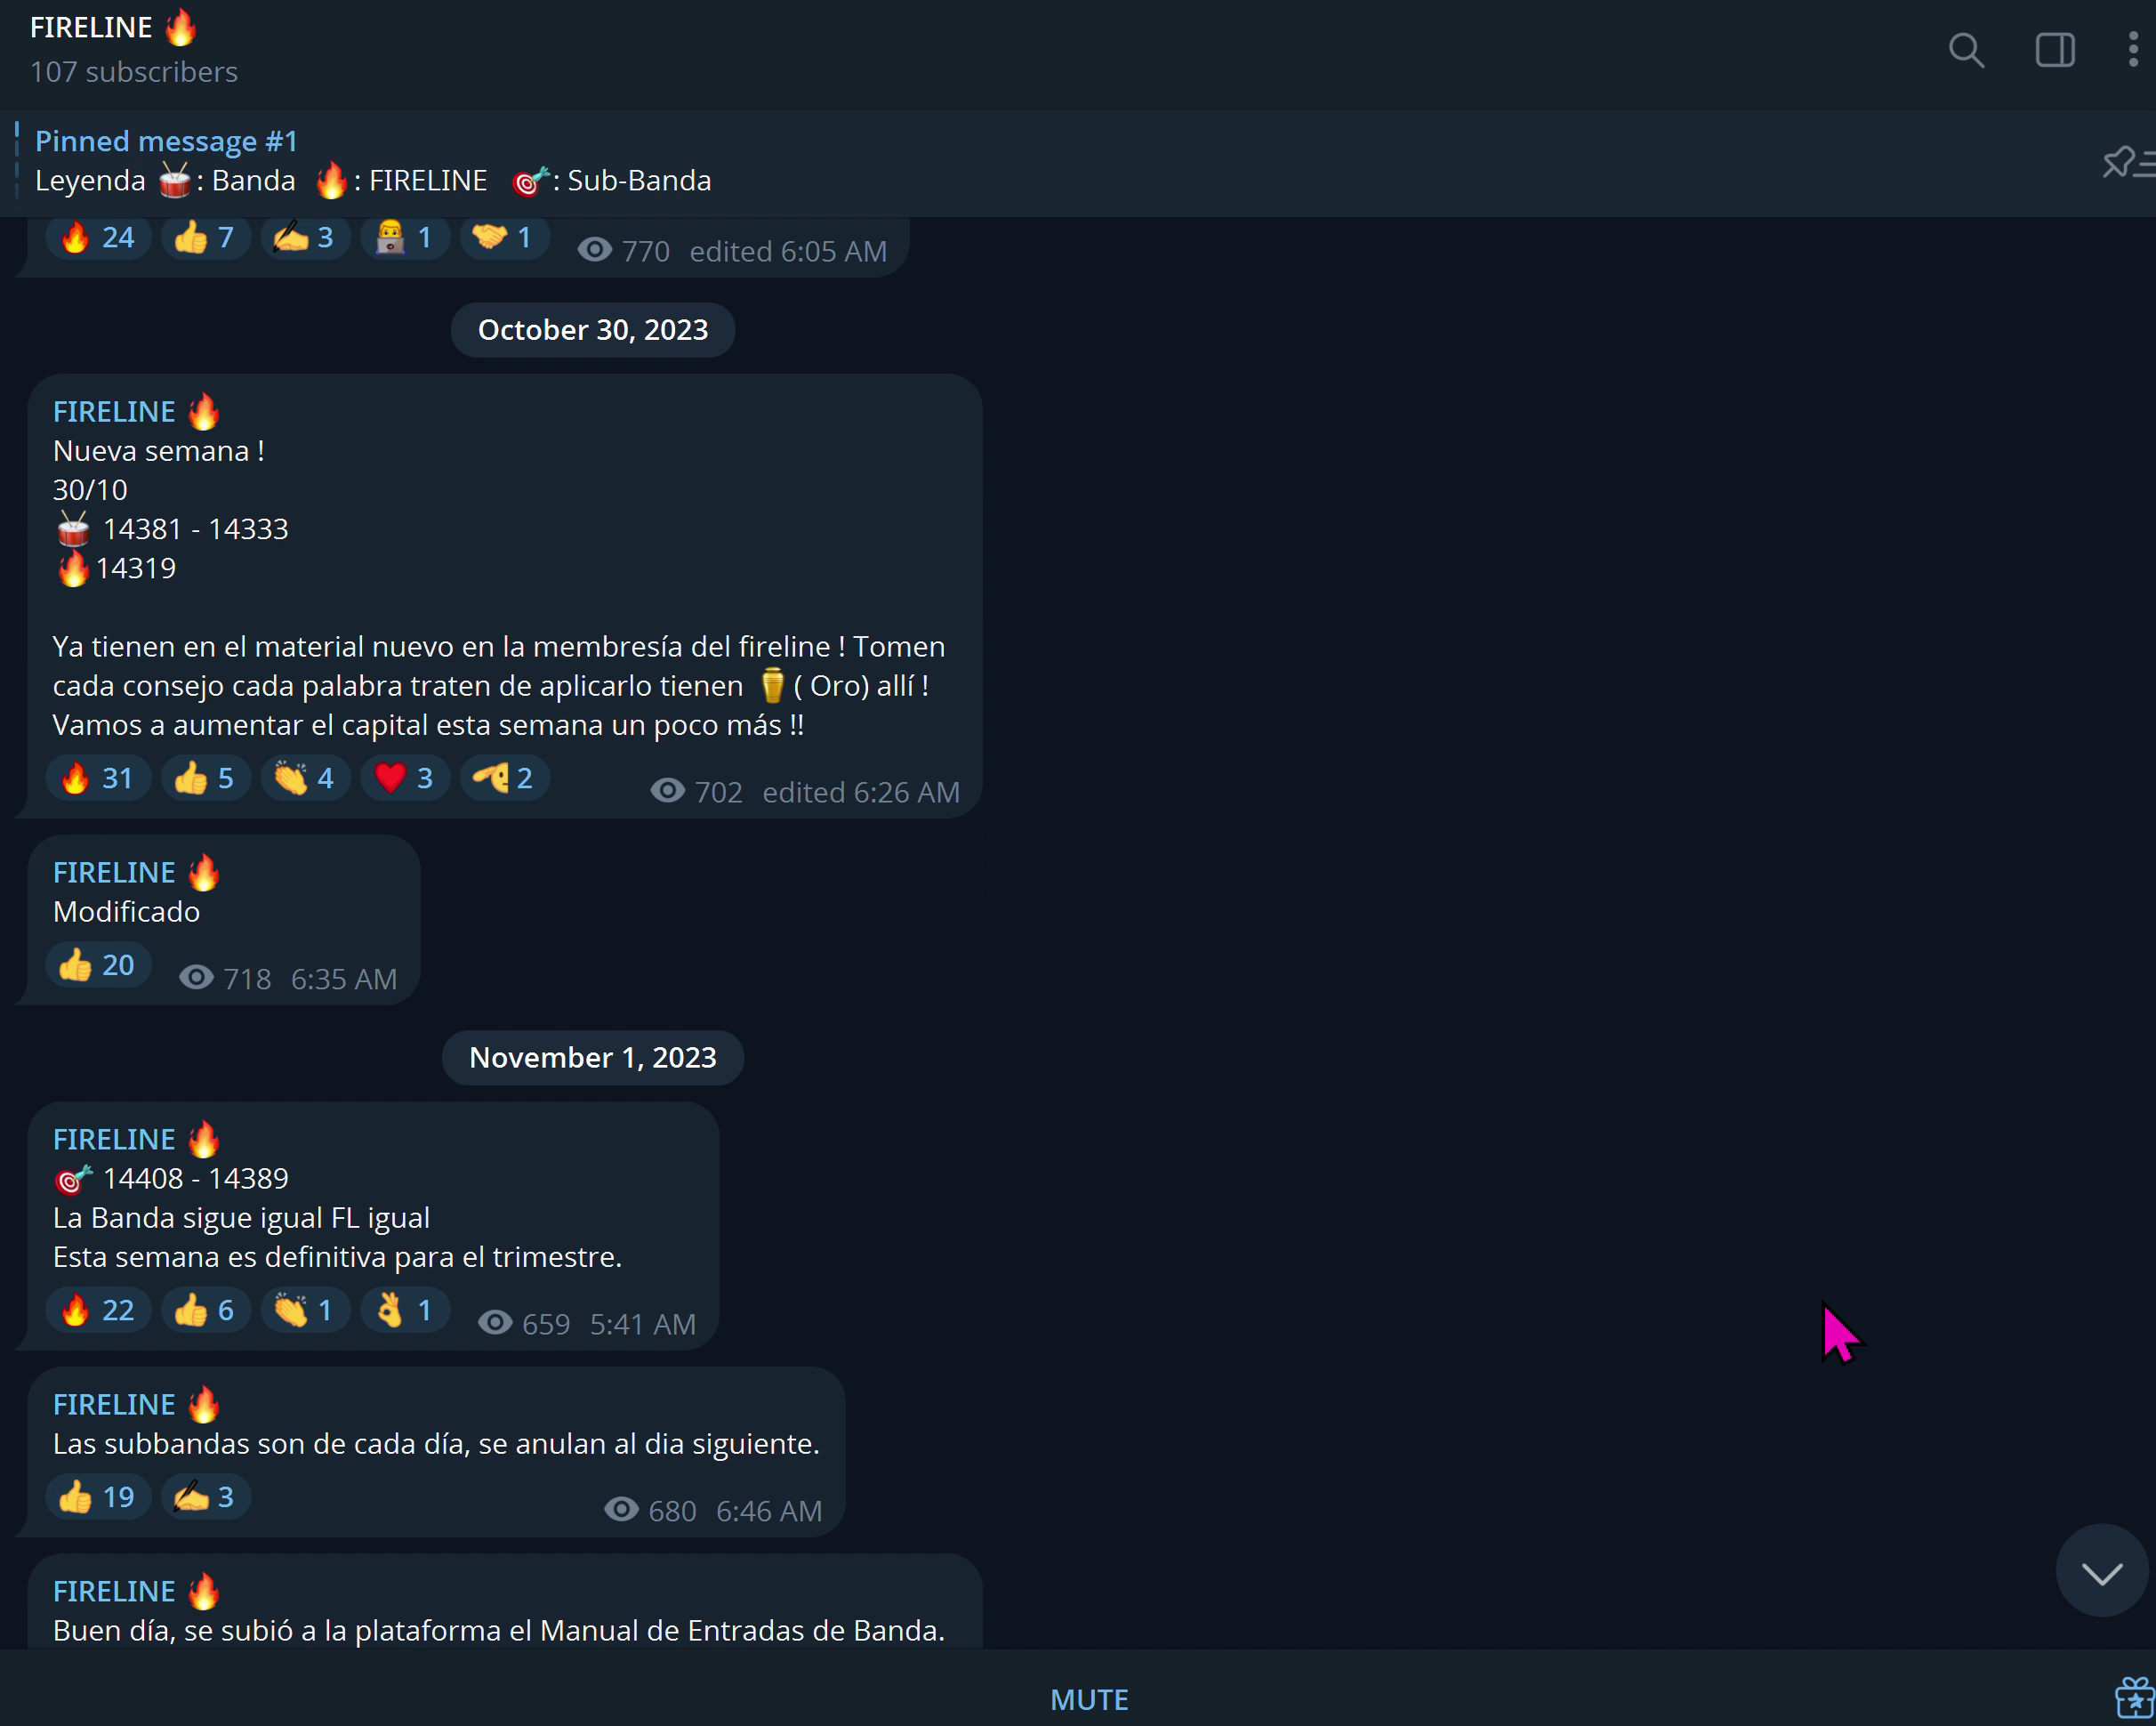 FIRELINE 🔥
107 subscribers
Pinned message #1
Leyenda 🥁: Banda 🔥: FIRELINE 🎯: Sub-Banda
🔥 24 👍 7 ✍️ 3 👨‍💻 1 🤝 1 770 edited 6:05 AM
October 30, 2023
FIRELINE 🔥
Nueva semana !
30/10
🥁 14381 - 14333
🔥14319
Ya tienen en el material nuevo en la membresía del fireline ! Tomen
cada consejo cada palabra traten de aplicarlo tienen ⚱️( Oro) allí !
Vamos a aumentar el capital esta semana un poco más !!
🔥 31 👍 5 👏 4 ❤️ 3 🫡 2 702 edited 6:26 AM
FIRELINE 🔥
Modificado
👍 20 718 6:35 AM
November 1, 2023
FIRELINE 🔥
🎯 14408 - 14389
La Banda sigue igual FL igual
Esta semana es definitiva para el trimestre.
🔥 22 👍 6 👏 1 👌 1 659 5:41 AM
FIRELINE 🔥
Las subbandas son de cada día, se anulan al dia siguiente.
👍 19 ✍️ 3 680 6:46 AM
FIRELINE 🔥
Buen día, se subió a la plataforma el Manual de Entradas de Banda.
MUTE